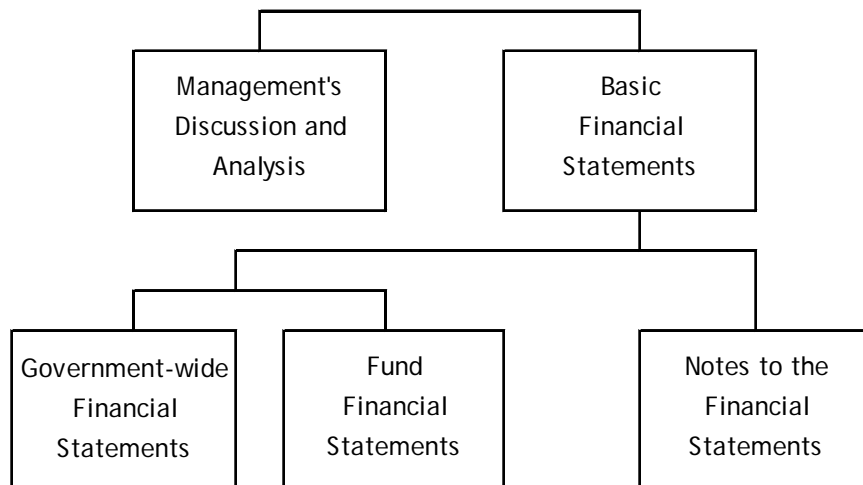 Management's
Discussion and
Analysis
Basic
Financial
Statements
Government-wide
Financial
Statements
Fund
Financial
Statements
Notes to the
Financial
Statements